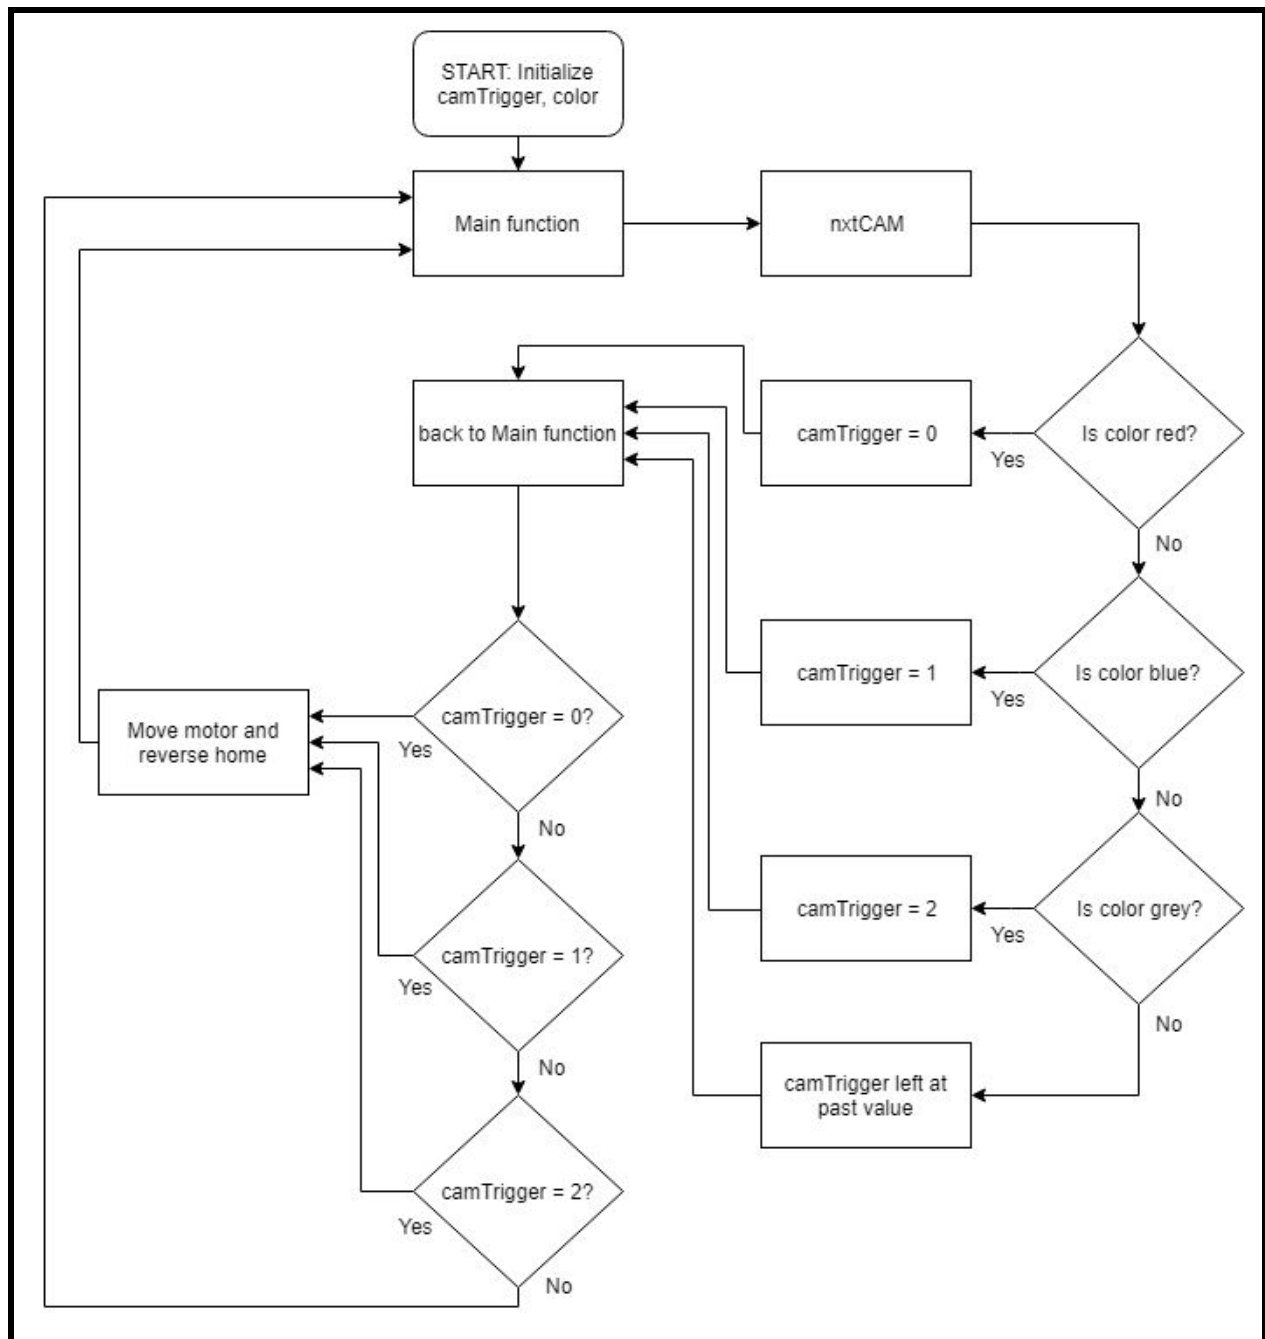 START: Initialize
camTrigger, color
Main function
nxtCAM
back to Main function
camTrigger = 0
Is color red?
Yes
No
camTrigger = 1
Is color blue?
Yes
No
camTrigger = 0?
Move motor and
reverse home
Yes
No
camTrigger = 2
Is color grey?
Yes
No
camTrigger = 1?
Yes
No
camTrigger left at
past value
camTrigger = 2?
Yes
No